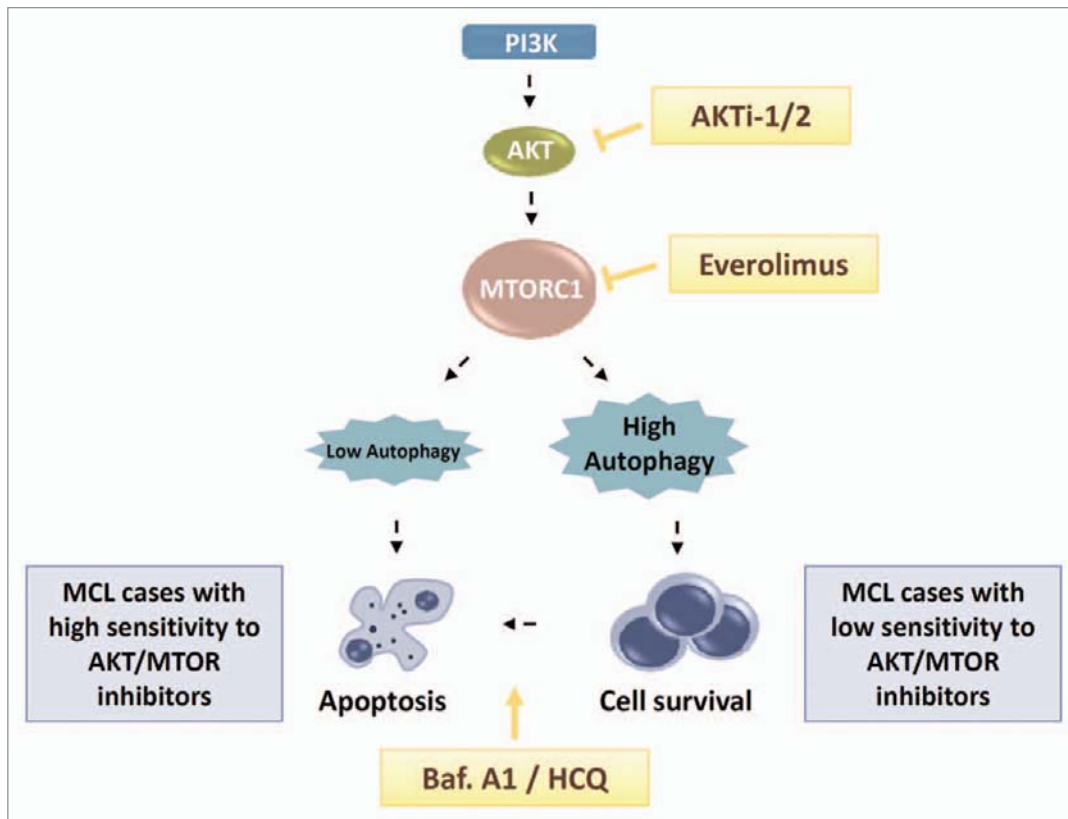 PI3K
AKTi-1/2
AKT
Everolimus
MTORC1
Low Autophagy
High
Autophagy
MCL cases with
high sensitivity to
AKT/MTOR
inhibitors
Apoptosis
Cell survival
MCL cases with
low sensitivity to
AKT/MTOR
inhibitors
Baf. A1 / HCQ